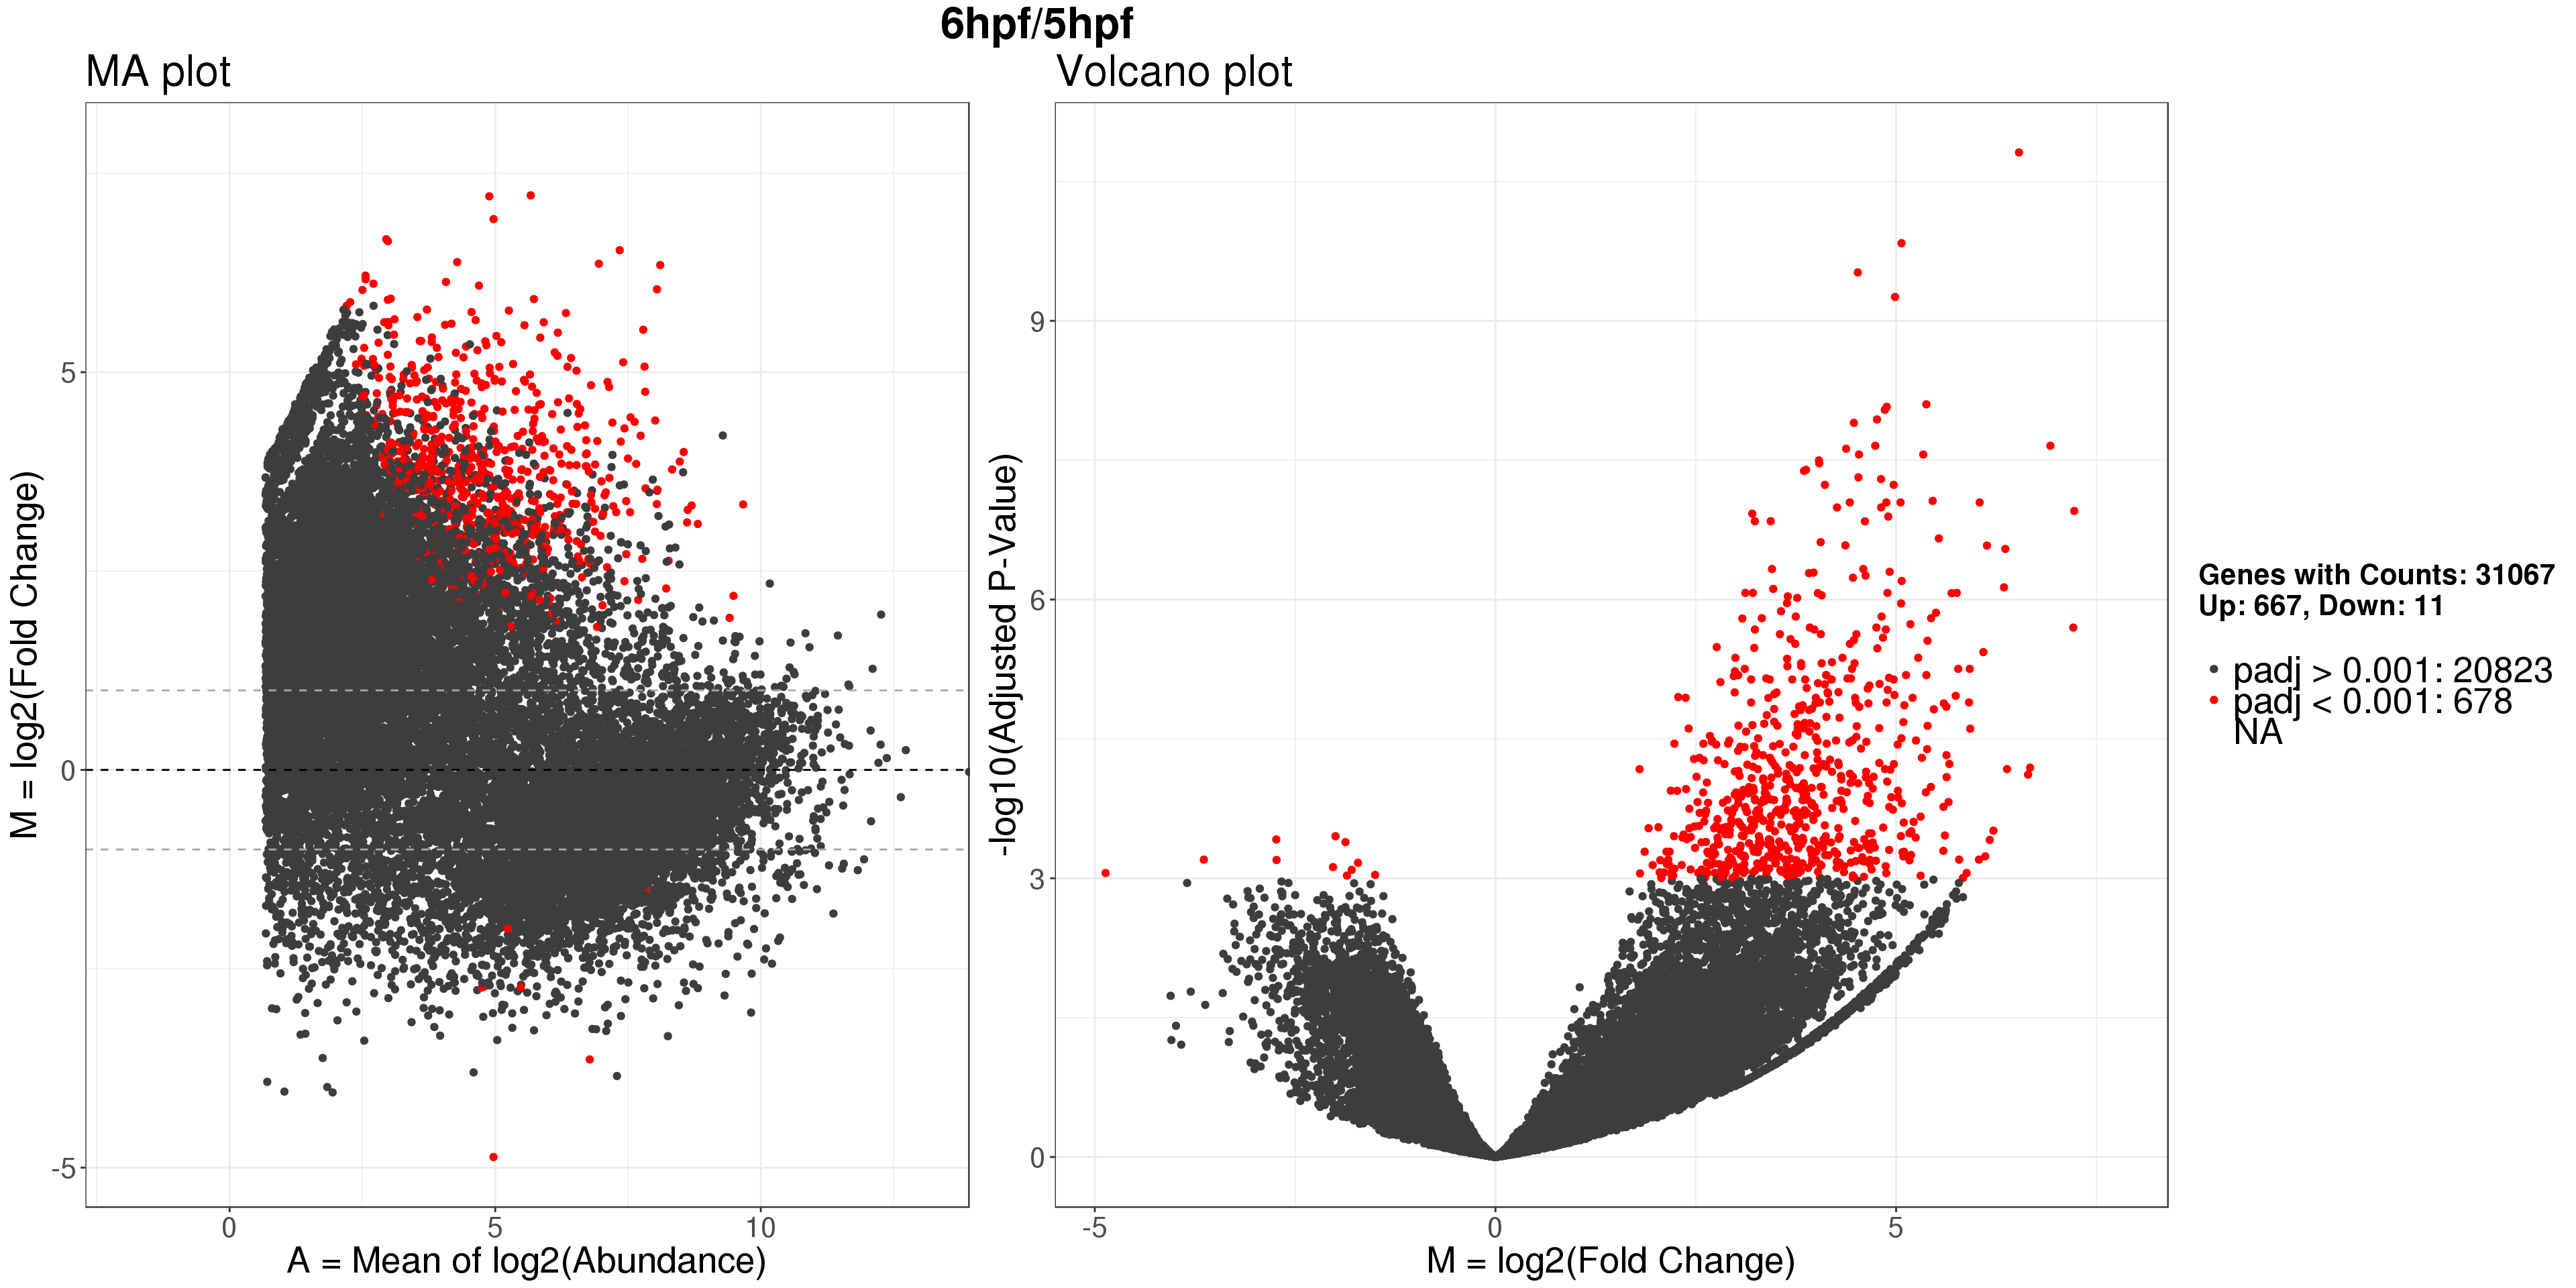 6hpf/5hpf
MA plot
Volcano plot
M = log2(Fold Change)
5
0
-5
0
5
10
A = Mean of log2(Abundance)
-log10(Adjusted P-Value)
9
6
3
0
-5
0
5
M = log2(Fold Change)
Genes with Counts: 31067
Up: 667, Down: 11
padj > 0.001: 20823
padj < 0.001: 678
NA